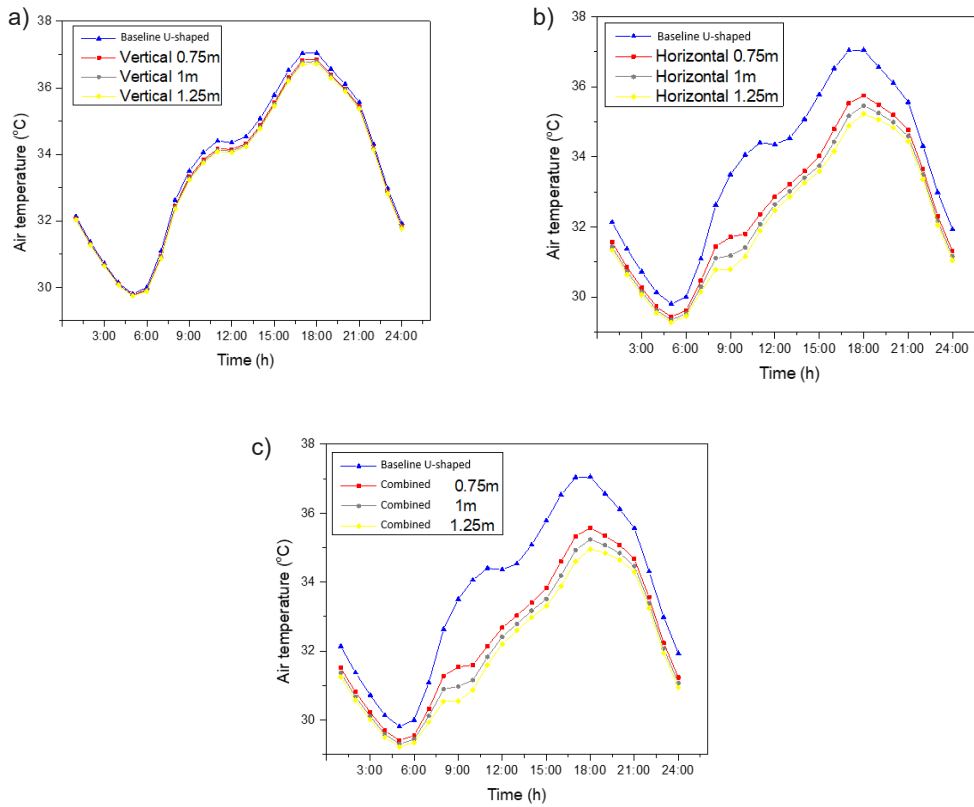 a)
38
36
34
32
30
Air temperature (°C)
Baseline U-shaped
Vertical 0.75m
Vertical 1m
Vertical 1.25m
3:00 6:00 9:00 12:00 15:00 18:00 21:00 24:00
Time (h)
b)
38
36
34
32
30
Air temperature (°C)
Baseline U-shaped
Horizontal 0.75m
Horizontal 1m
Horizontal 1.25m
3:00 6:00 9:00 12:00 15:00 18:00 21:00 24:00
Time (h)
c)
38
36
34
32
30
Air temperature (°C)
Baseline U-shaped
Combined 0.75m
Combined 1m
Combined 1.25m
3:00 6:00 9:00 12:00 15:00 18:00 21:00 24:00
Time (h)